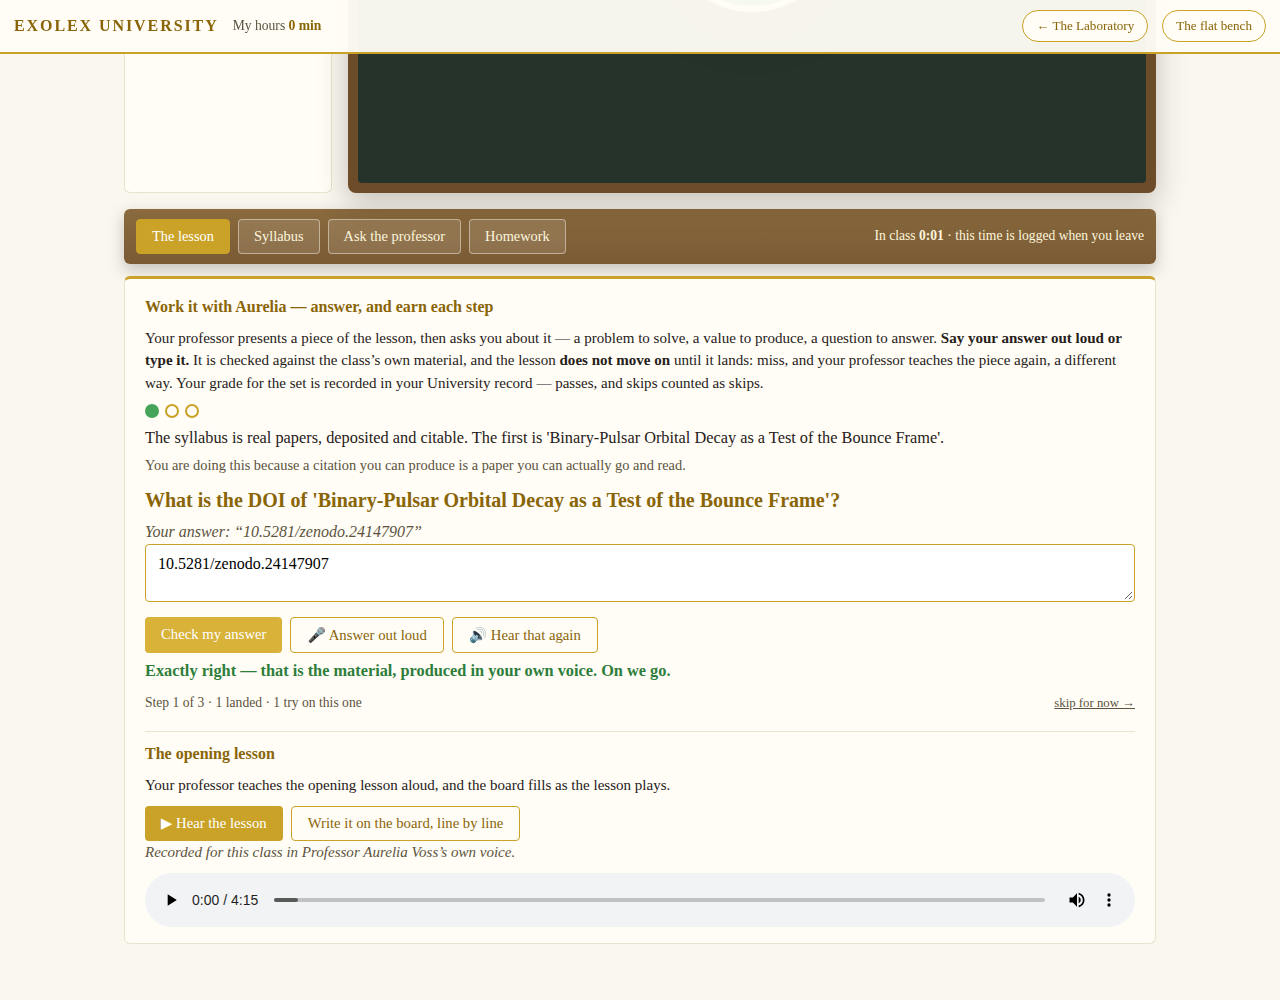 EXOLEX UNIVERSITY My hours 0 min ← The Laboratory The flat bench
The lesson Syllabus Ask the professor Homework In class 0:01 · this time is logged when you leave
Work it with Aurelia — answer, and earn each step
Your professor presents a piece of the lesson, then asks you about it — a problem to solve, a value to produce, a question to answer. Say your answer out loud or
type it. It is checked against the class’s own material, and the lesson does not move on until it lands: miss, and your professor teaches the piece again, a different
way. Your grade for the set is recorded in your University record — passes, and skips counted as skips.
The syllabus is real papers, deposited and citable. The first is 'Binary-Pulsar Orbital Decay as a Test of the Bounce Frame'.
You are doing this because a citation you can produce is a paper you can actually go and read.
What is the DOI of 'Binary-Pulsar Orbital Decay as a Test of the Bounce Frame'?
Your answer: “10.5281/zenodo.24147907”
10.5281/zenodo.24147907
Check my answer 🎤 Answer out loud 🔊 Hear that again
Exactly right — that is the material, produced in your own voice. On we go.
Step 1 of 3 · 1 landed · 1 try on this one skip for now →
The opening lesson
Your professor teaches the opening lesson aloud, and the board fills as the lesson plays.
▶ Hear the lesson Write it on the board, line by line
Recorded for this class in Professor Aurelia Voss’s own voice.
0:00 / 4:15